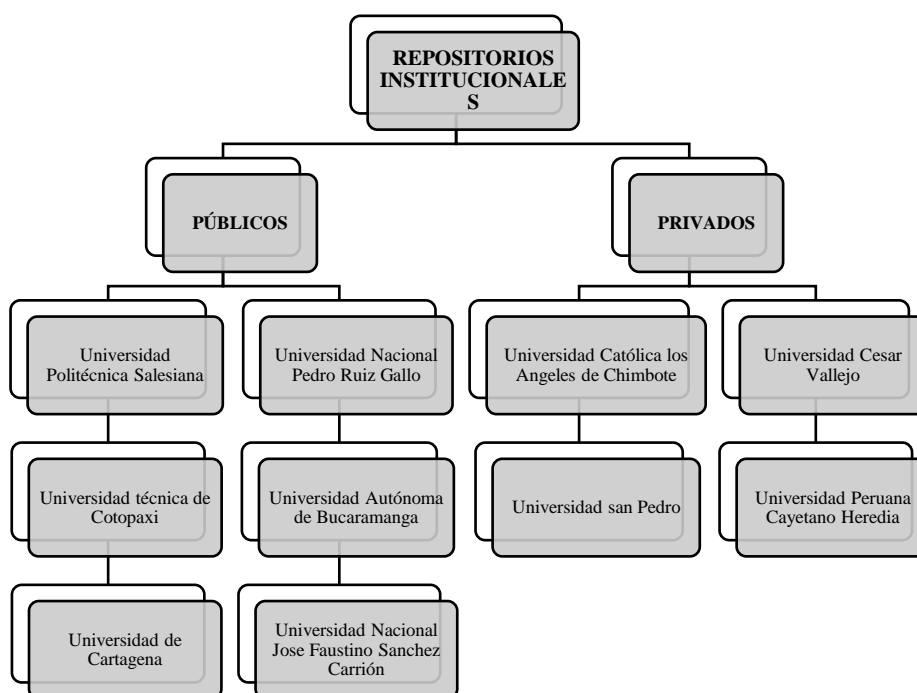 REPOSITORIOS
INSTITUCIONALE
S
PÚBLICOS
PRIVADOS
Universidad
Politécnica Salesiana
Universidad Nacional
Pedro Ruiz Gallo
Universidad Católica los
Angeles de Chimbote
Universidad Cesar
Vallejo
Universidad técnica de
Cotopaxi
Universidad Autónoma
de Bucaramanga
Universidad san Pedro
Universidad Peruana
Cayetano Heredia
Universidad de
Cartagena
Universidad Nacional
Jose Faustino Sanchez
Carrión